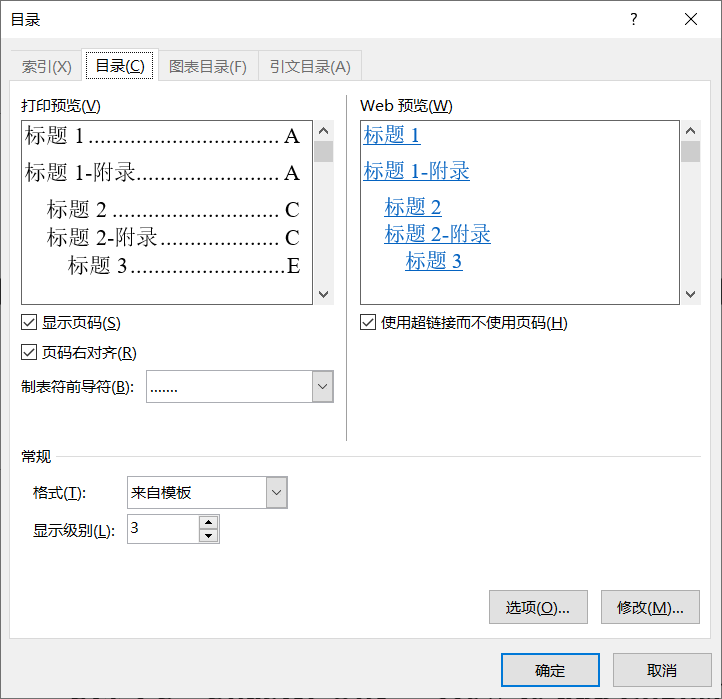 目录
?
索引(X) 目录(C) 图表目录(F) 引文目录(A)
打印预览(V)
标题 1................................ A
标题 1-附录........................... A
标题 2 ............................... C
标题 2-附录...................... C
标题 3............................E
Web 预览(W)
标题 1
标题 1-附录
标题 2
标题 2-附录
标题 3
显示页码(S)
页码右对齐(R)
制表符前导符(B): .......
使用超链接而不使用页码(H)
常规
格式(T): 来自模板
显示级别(L): 3
选项(O)... 修改(M)...
确定 取消